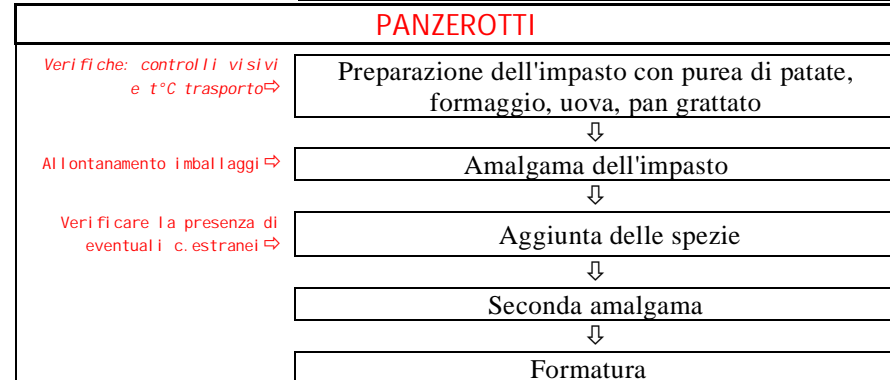 PANZEROTTI
Verifiche: controlli visivi
e t°C trasporto⇨
Preparazione dell'impasto con purea di patate,
formaggio, uova, pan grattato
⇩
Allontanamento imballaggi⇨
Amalgama dell'impasto
⇩
Verificare la presenza di
eventuali c.estranei⇨
Aggiunta delle spezie
⇩
Seconda amalgama
⇩
Formatura